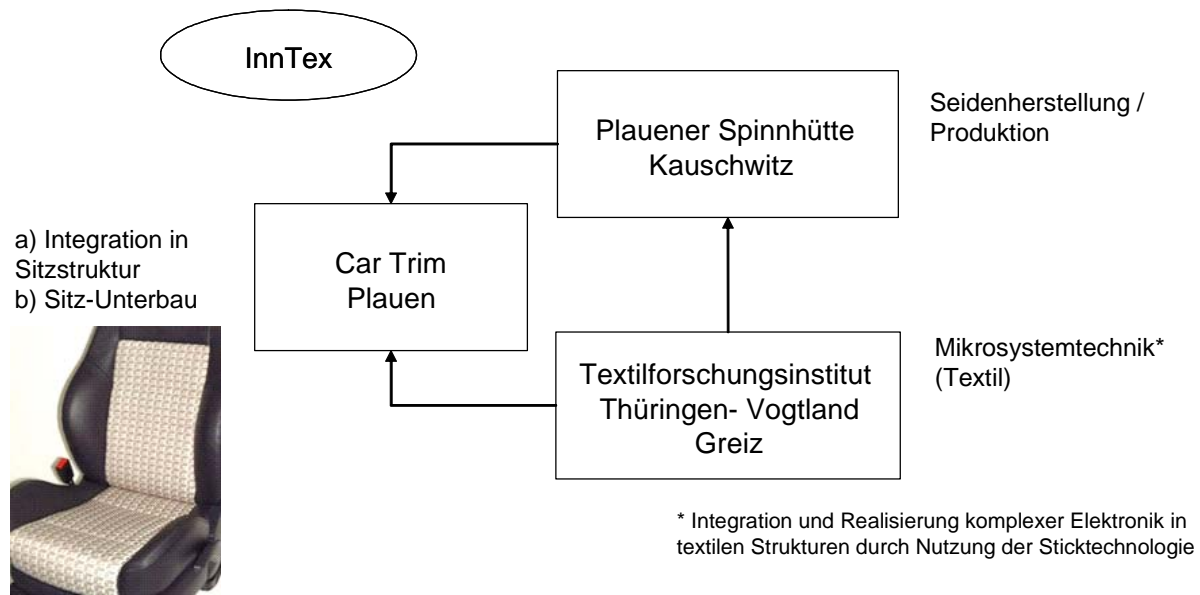 InnTex
Plauener Spinnhütte
Kauschwitz
Seidenherstellung /
Produktion
a) Integration in
Sitzstruktur
b) Sitz-Unterbau
Car Trim
Plauen
Textilforschungsinstitut
Thüringen- Vogtland
Greiz
Mikrosystemtechnik*
(Textil)
* Integration und Realisierung komplexer Elektronik in
textilen Strukturen durch Nutzung der Sticktechnologie